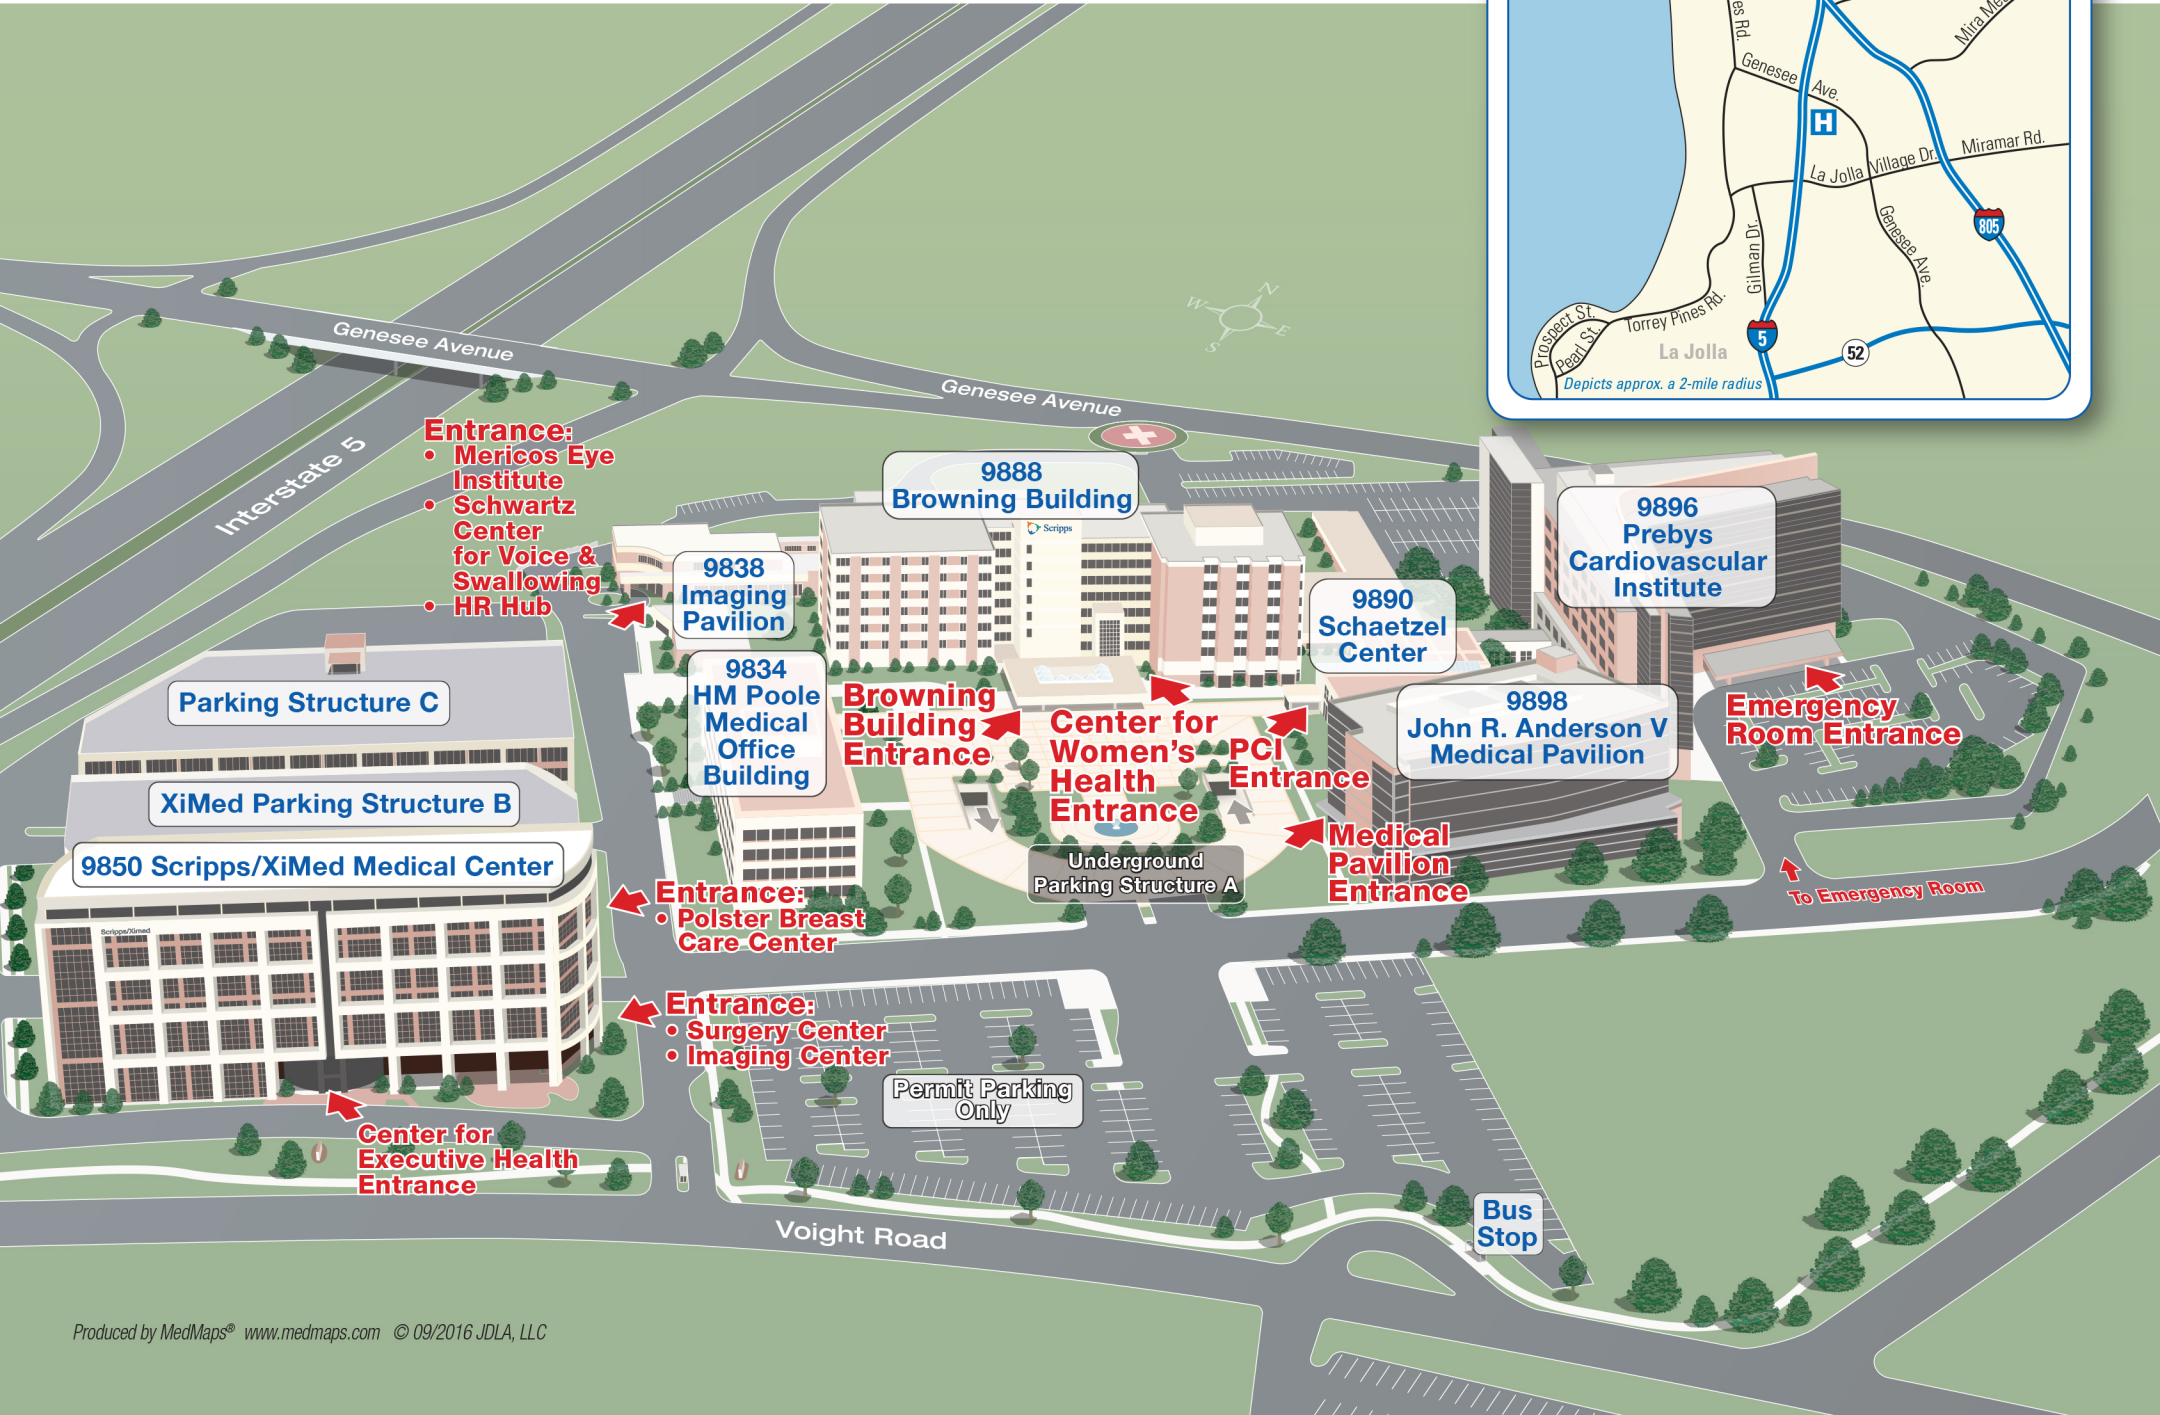 es Rd.
Mira Me
Genesee Ave.
H
La Jolla Village Dr.
Miramar Rd.
Gilman Dr.
Genesee Ave.
805
Prospect St.
Pearl St.
Torrey Pines Rd.
5
52
La Jolla
Depicts approx. a 2-mile radius
N
W
E
S
Genesee Avenue
Genesee Avenue
Interstate 5
Entrance:
• Mericos Eye
Institute
• Schwartz
Center
for Voice &
Swallowing
• HR Hub
9888
Browning Building
Scripps
9838
Imaging
Pavilion
9896
Prebys
Cardiovascular
Institute
9890
Schaetzel
Center
9834
HM Poole
Medical
Office
Building
Parking Structure C
Browning
Building
Entrance
Center for
Women's
Health
Entrance
PCI
Entrance
9898
John R. Anderson V
Medical Pavilion
Emergency
Room Entrance
XiMed Parking Structure B
9850 Scripps/XiMed Medical Center
Scripps/Ximed
Underground
Parking Structure A
Medical
Pavilion
Entrance
To Emergency Room
Entrance:
• Polster Breast
Care Center
Entrance:
• Surgery Center
• Imaging Center
Permit Parking
Only
Center for
Executive Health
Entrance
Voight Road
Bus
Stop
Produced by MedMaps® www.medmaps.com © 09/2016 JDLA, LLC